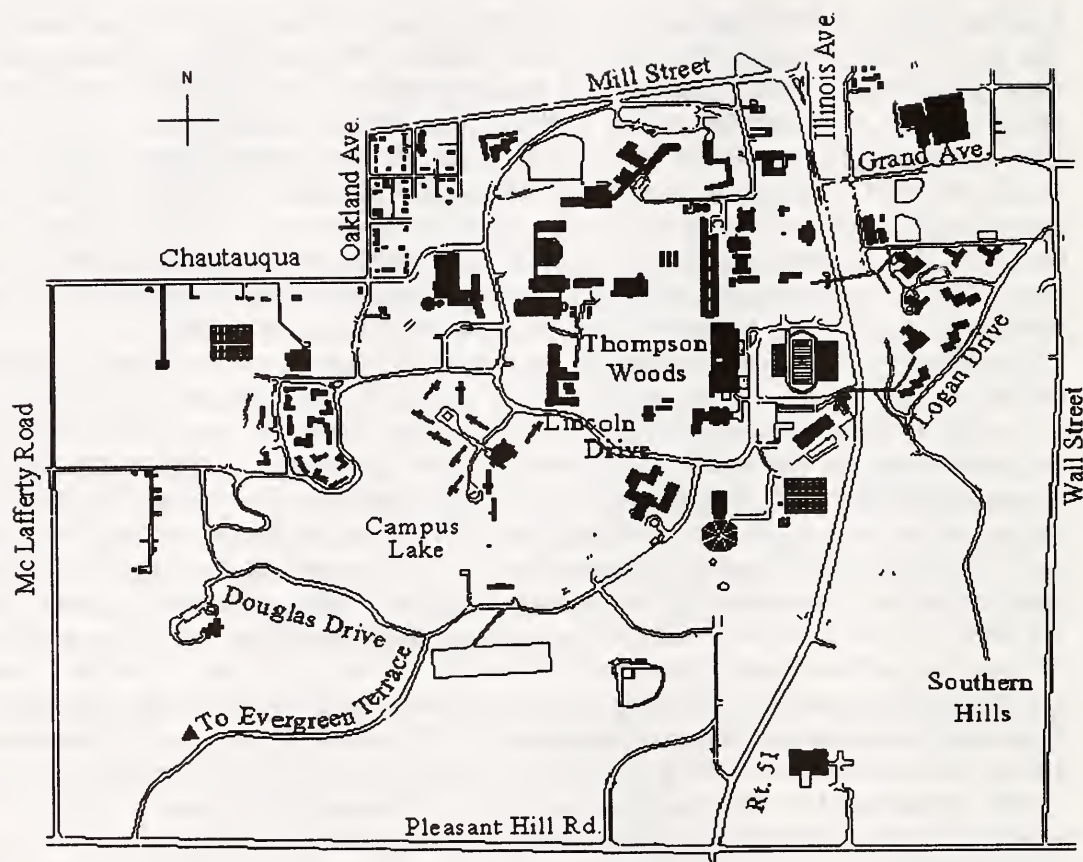 N
Mill Street
Illinois Ave.
Oakland Ave.
Grand Ave.
Chautauqua
Thompson
Woods
Logan Drive
Lincoln
Drive
Mc Lafferty Road
Wall Street
Campus
Lake
Douglas Drive
To Evergreen Terrace
Southern
Hills
Rt. 51
Pleasant Hill Rd.